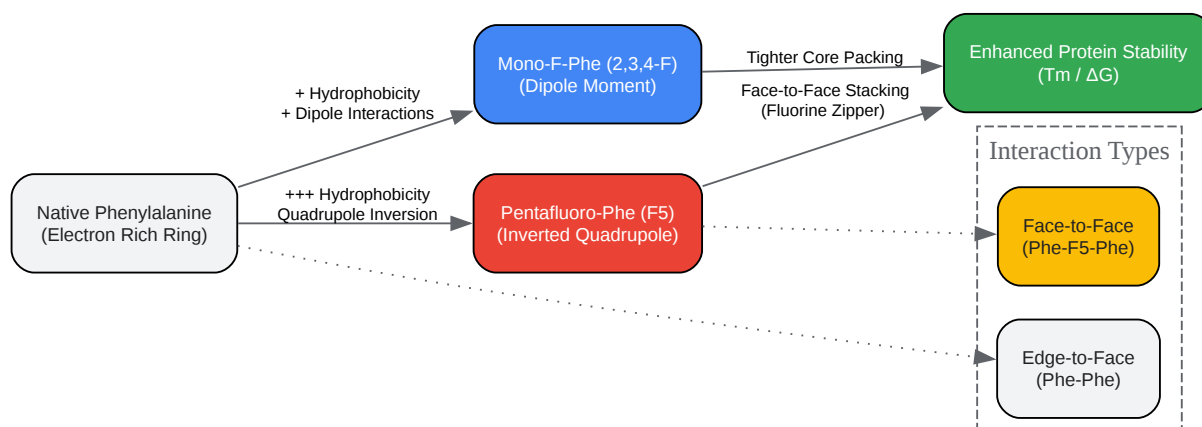 Native Phenylalanine
(Electron Rich Ring)
+ Hydrophobicity
+ Dipole Interactions
+++ Hydrophobicity
Quadrupole Inversion
Mono-F-Phe (2,3,4-F)
(Dipole Moment)
Pentafluoro-Phe (F5)
(Inverted Quadrupole)
Tighter Core Packing
Face-to-Face Stacking
(Fluorine Zipper)
Enhanced Protein Stability
(Tm / ΔG)
Interaction Types
Face-to-Face
(Phe-F5-Phe)
Edge-to-Face
(Phe-Phe)